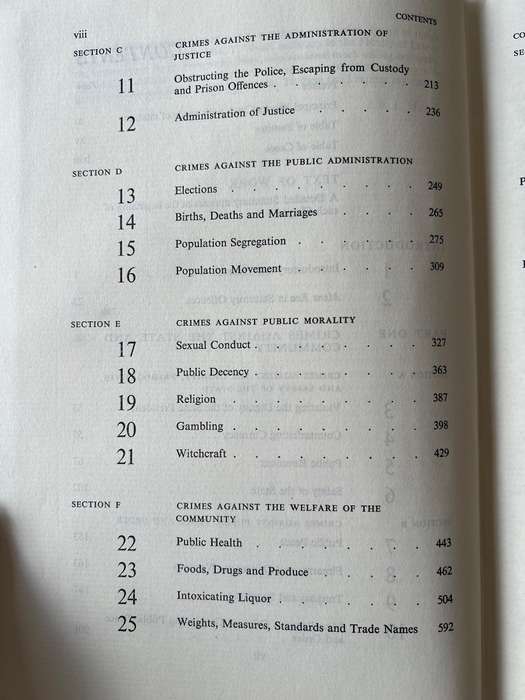 viii CONTENTS
SECTION C CRIMES AGAINST THE ADMINISTRATION OF
JUSTICE
11 Obstructing the Police, Escaping from Custody
and Prison Offences . . . . . . . 213
12 Administration of Justice . . . . . 236
SECTION D CRIMES AGAINST THE PUBLIC ADMINISTRATION
13 Elections . . . . . . . . . 249
14 Births, Deaths and Marriages . . . . 265
15 Population Segregation . . . . . 275
16 Population Movement . . . . . . 309
SECTION E CRIMES AGAINST PUBLIC MORALITY
17 Sexual Conduct . . . . . . . . 327
18 Public Decency . . . . . . . . 363
19 Religion . . . . . . . . . 387
20 Gambling . . . . . . . . . 398
21 Witchcraft . . . . . . . . . 429
SECTION F CRIMES AGAINST THE WELFARE OF THE
COMMUNITY
22 Public Health . . . . . . . 443
23 Foods, Drugs and Produce . . . . 462
24 Intoxicating Liquor . . . . . . 504
25 Weights, Measures, Standards and Trade Names 592